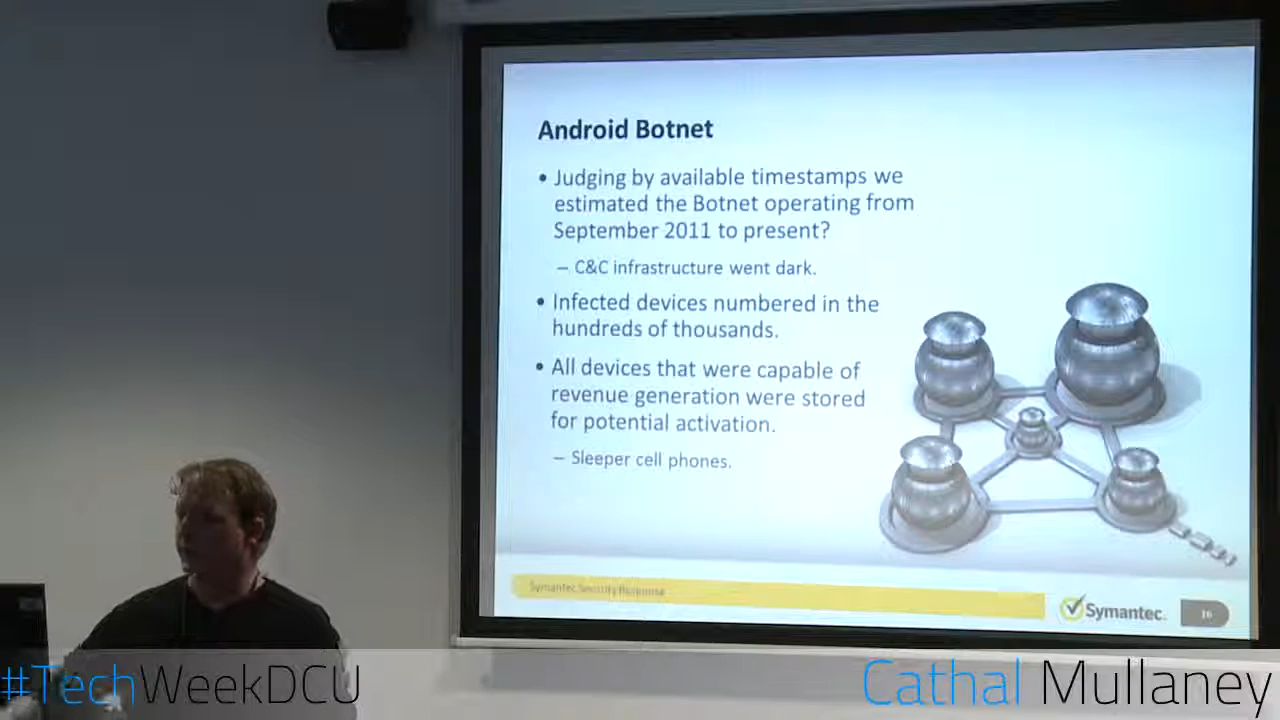 Android Botnet
• Judging by available timestamps we
estimated the Botnet operating from
September 2011 to present?
– C&C infrastructure went dark.
• Infected devices numbered in the
hundreds of thousands.
• All devices that were capable of
revenue generation were stored
for potential activation.
– Sleeper cell phones.
Symantec Security Response
Symantec.
16
#TechWeekDCU
Cathal Mullaney